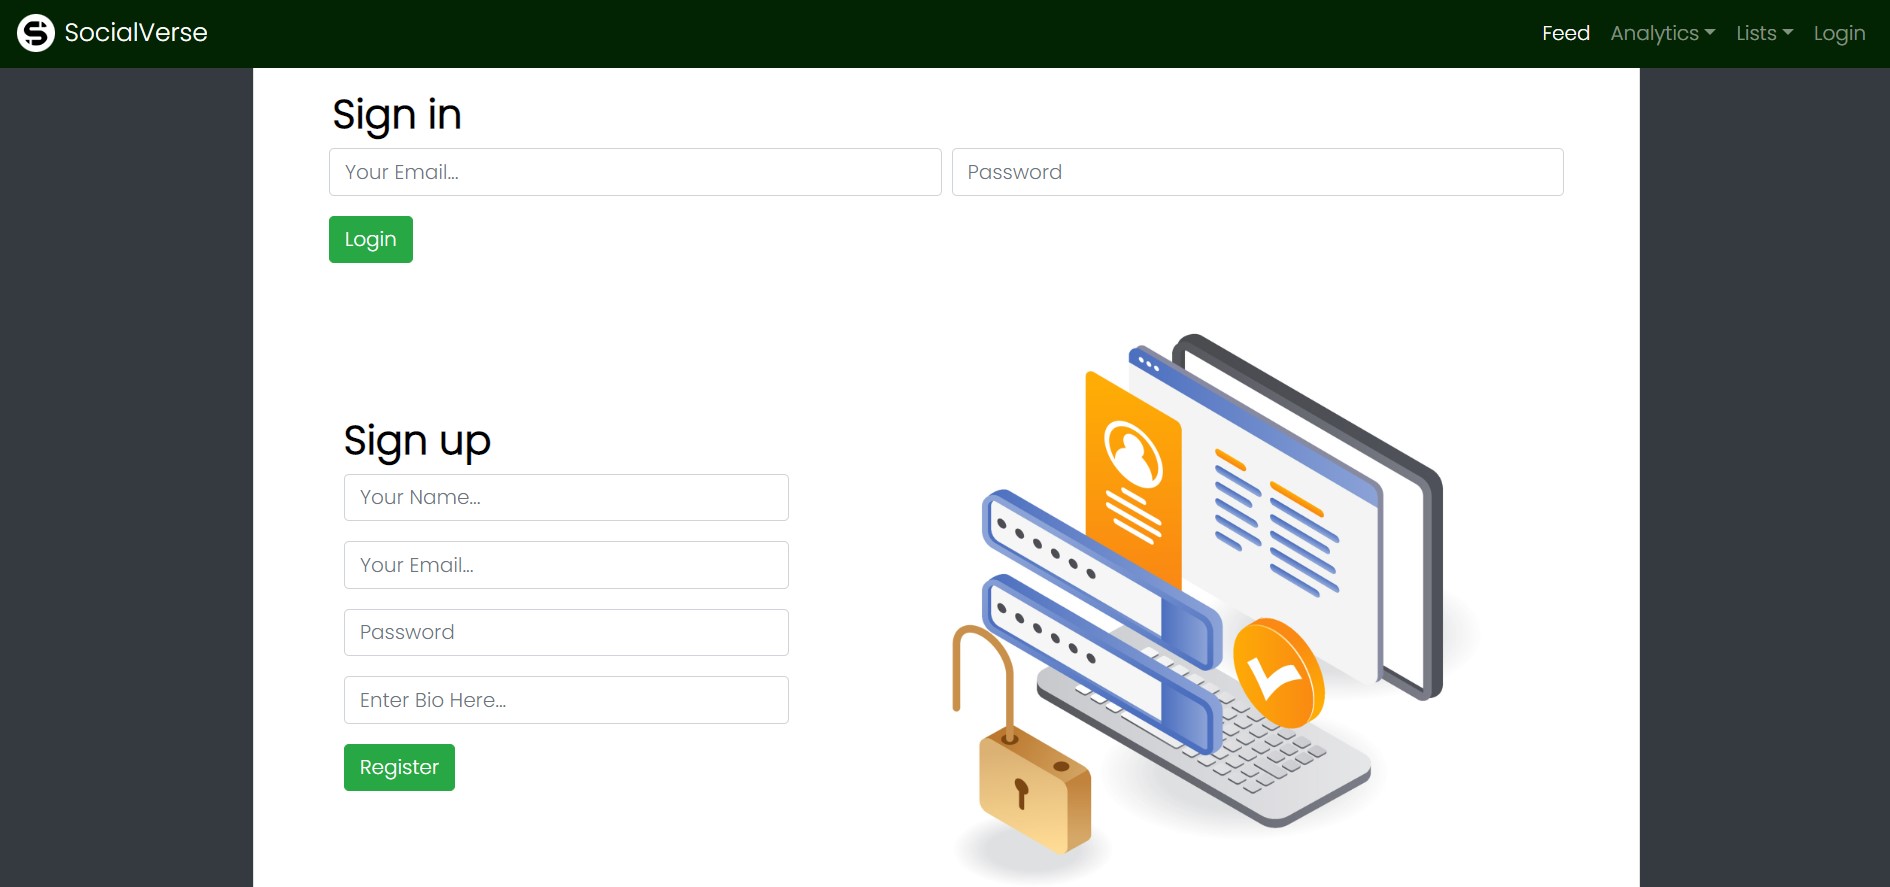 SocialVerse
Feed Analytics Lists Login
Sign in
Your Email...
Password
Login
Sign up
Your Name...
Your Email...
Password
Enter Bio Here...
Register